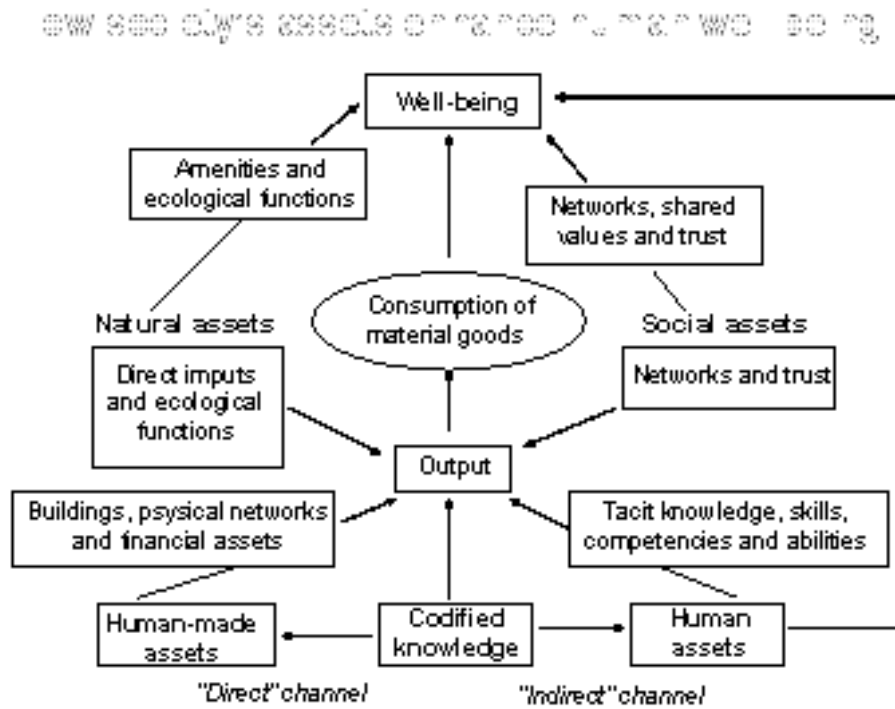 Well-being
Amenities and
ecological functions
Networks, shared
values and trust
Consumption of
material goods
Natural assets
Social assets
Direct imputs
and ecological
functions
Networks and trust
Output
Buildings, psysical networks
and financial assets
Tacit knowledge, skills,
competencies and abilities
Human-made
assets
Codified
knowledge
Human
assets
"Direct" channel
"Indirect" channel